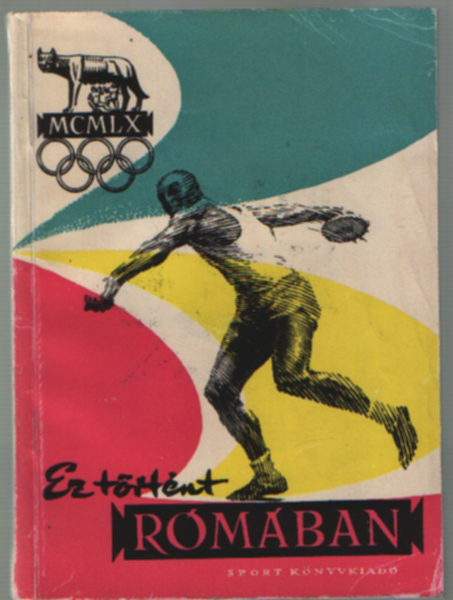 MCMLX
Ez történt
RÓMÁBAN
SPORT KÖNYVKIADÓ